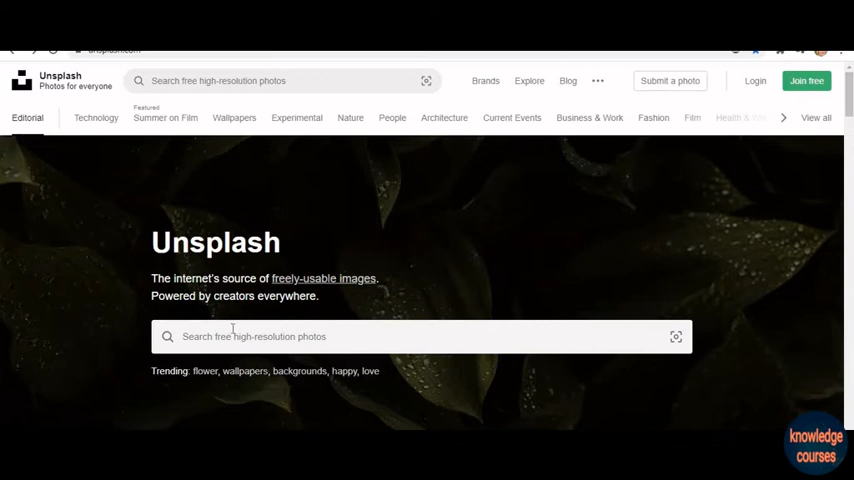 Unsplash
Photos for everyone
Search free high-resolution photos
Brands
Explore
Blog
Submit a photo
Login
Join free
Editorial
Technology
Featured
Summer on Film
Wallpapers
Experimental
Nature
People
Architecture
Current Events
Business & Work
Fashion
Film
Health &
View all
Unsplash
The internet's source of freely-usable images.
Powered by creators everywhere.
Search free high-resolution photos
Trending: flower, wallpapers, backgrounds, happy, love
knowledge
courses